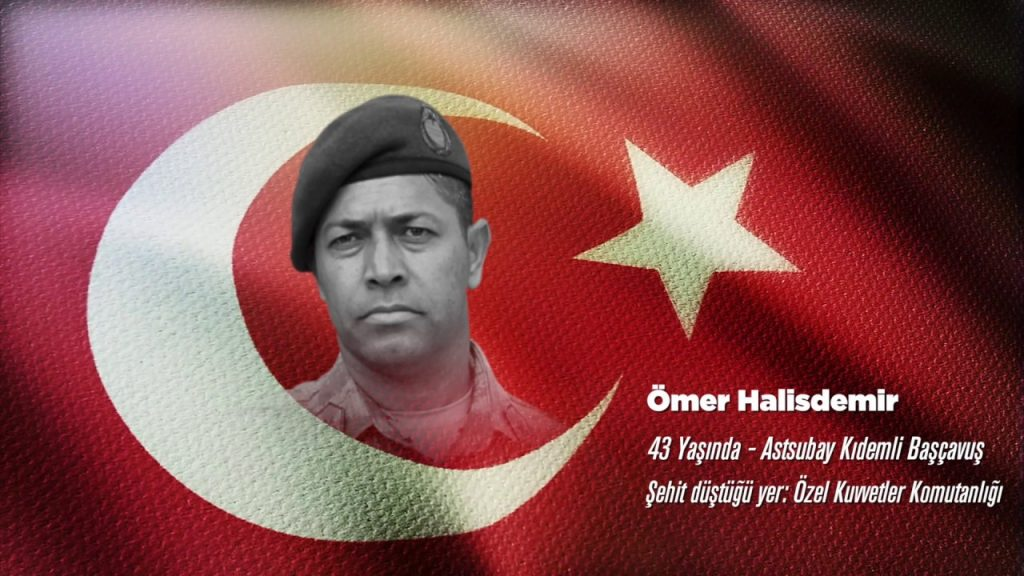 Ömer Halisdemir
43 Yaşında - Astsubay Kıdemli Başçavuş
Şehit düştüğü yer: Özel Kuvvetler Komutanlığı